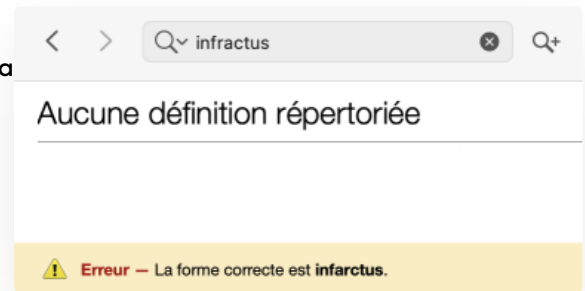 infractus
a
Aucune définition répertoriée
Erreur — La forme correcte est infarctus.